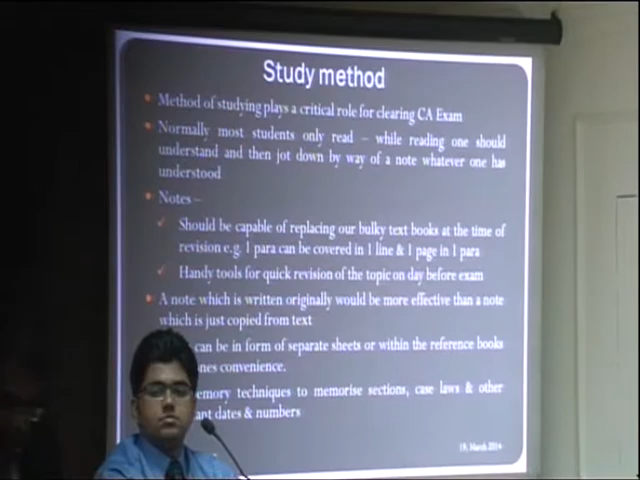 Study method
Method of studying plays a critical role for clearing CA Exam
Normally most students only read – while reading one should
understand and then jot down by way of a note whatever one has
understood
Notes –
Should be capable of replacing our bulky text books at the time of
revision e.g. 1 para can be covered in 1 line & 1 page in 1 para
Handy tools for quick revision of the topic on day before exam
A note which is written originally would be more effective than a note
which is just copied from text
can be in form of separate sheets or within the reference books
ones convenience.
emory techniques to memorise sections, case laws & other
ant dates & numbers
19, March 2014